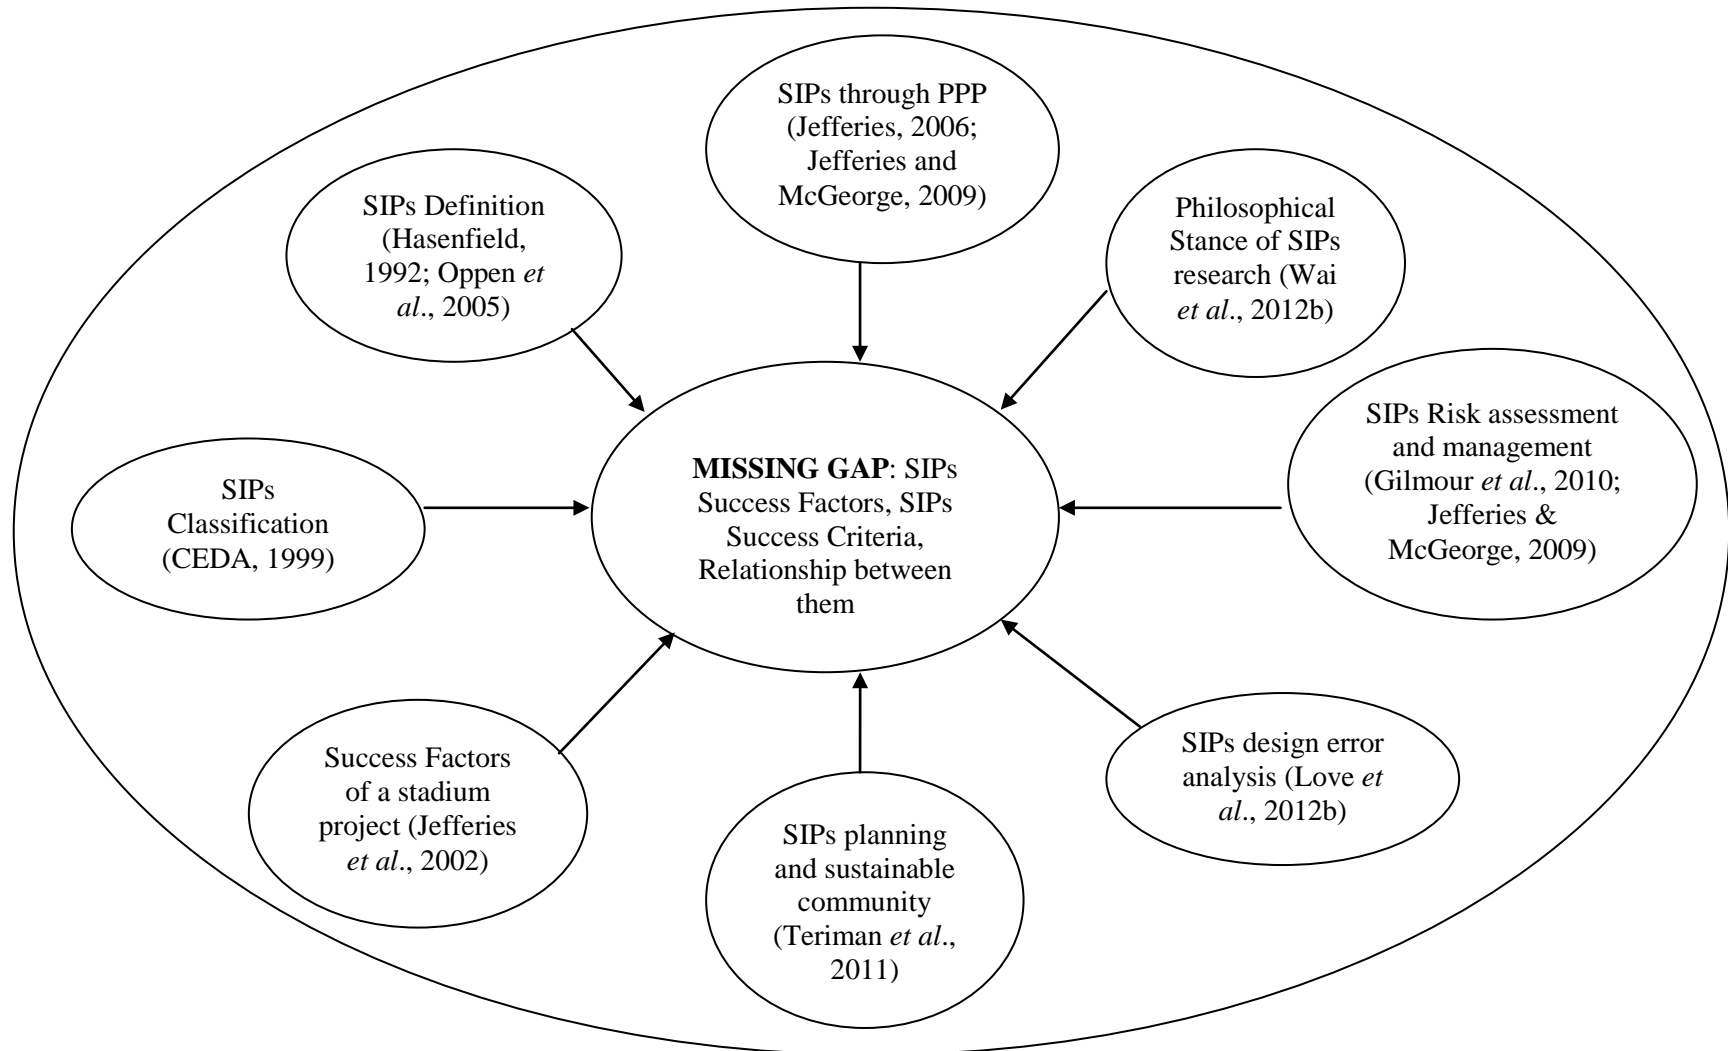 SIPs through PPP
(Jefferies, 2006;
Jefferies and
McGeorge, 2009)
SIPs Definition
(Hasenfield,
1992; Oppen et
al., 2005)
Philosophical
Stance of SIPs
research (Wai
et al., 2012b)
SIPs Risk assessment
and management
(Gilmour et al., 2010;
Jefferies &
McGeorge, 2009)
SIPs
Classification
(CEDA, 1999)
MISSING GAP: SIPs
Success Factors, SIPs
Success Criteria,
Relationship between
them
Success Factors
of a stadium
project (Jefferies
et al., 2002)
SIPs planning
and sustainable
community
(Teriman et al.,
2011)
SIPs design error
analysis (Love et
al., 2012b)